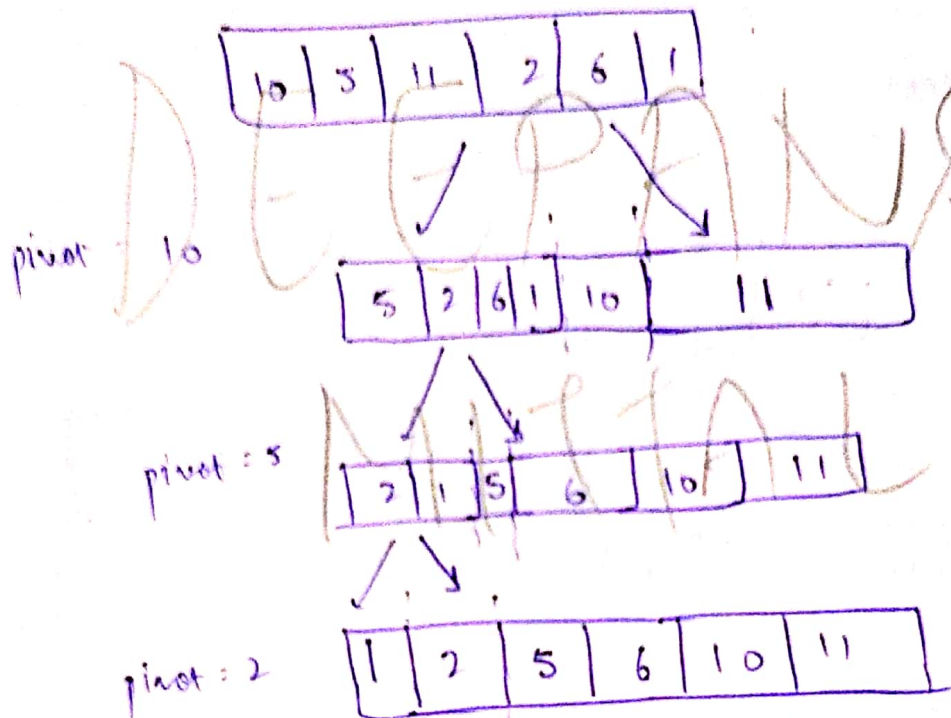 10 5 11 2 6 1
pivot = 10
5 2 6 1 10 11
pivot = 5
2 1 5 6 10 11
pivot = 2
1 2 5 6 10 11